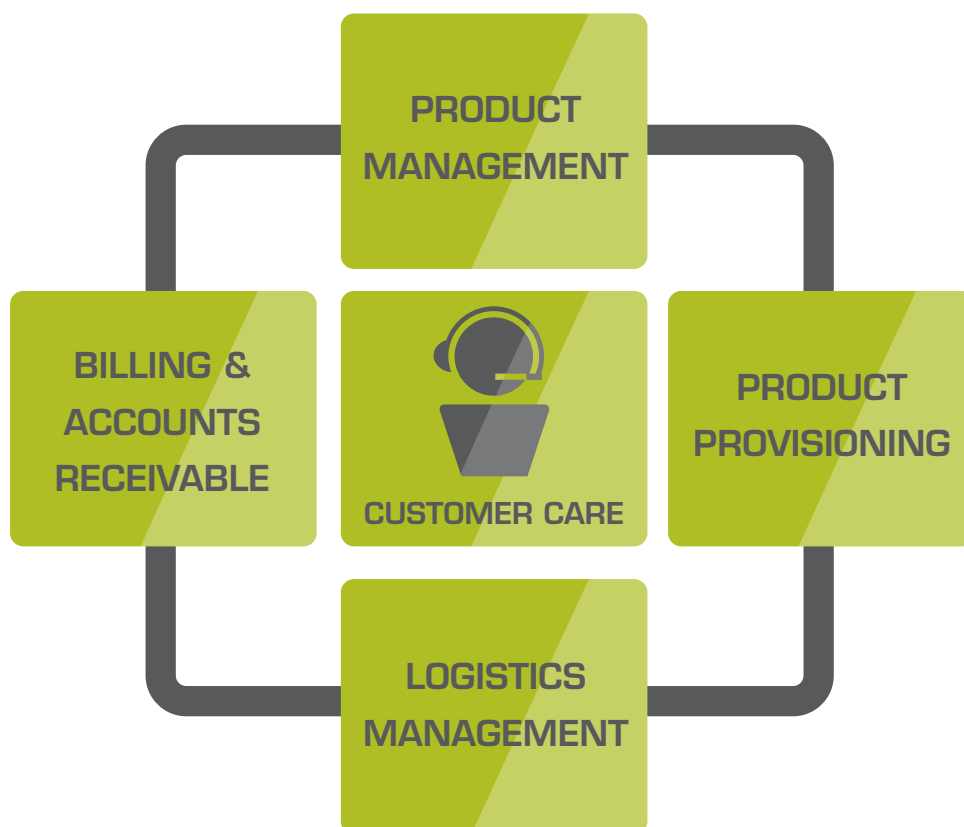 PRODUCT
MANAGEMENT
BILLING &
ACCOUNTS
RECEIVABLE
CUSTOMER CARE
PRODUCT
PROVISIONING
LOGISTICS
MANAGEMENT